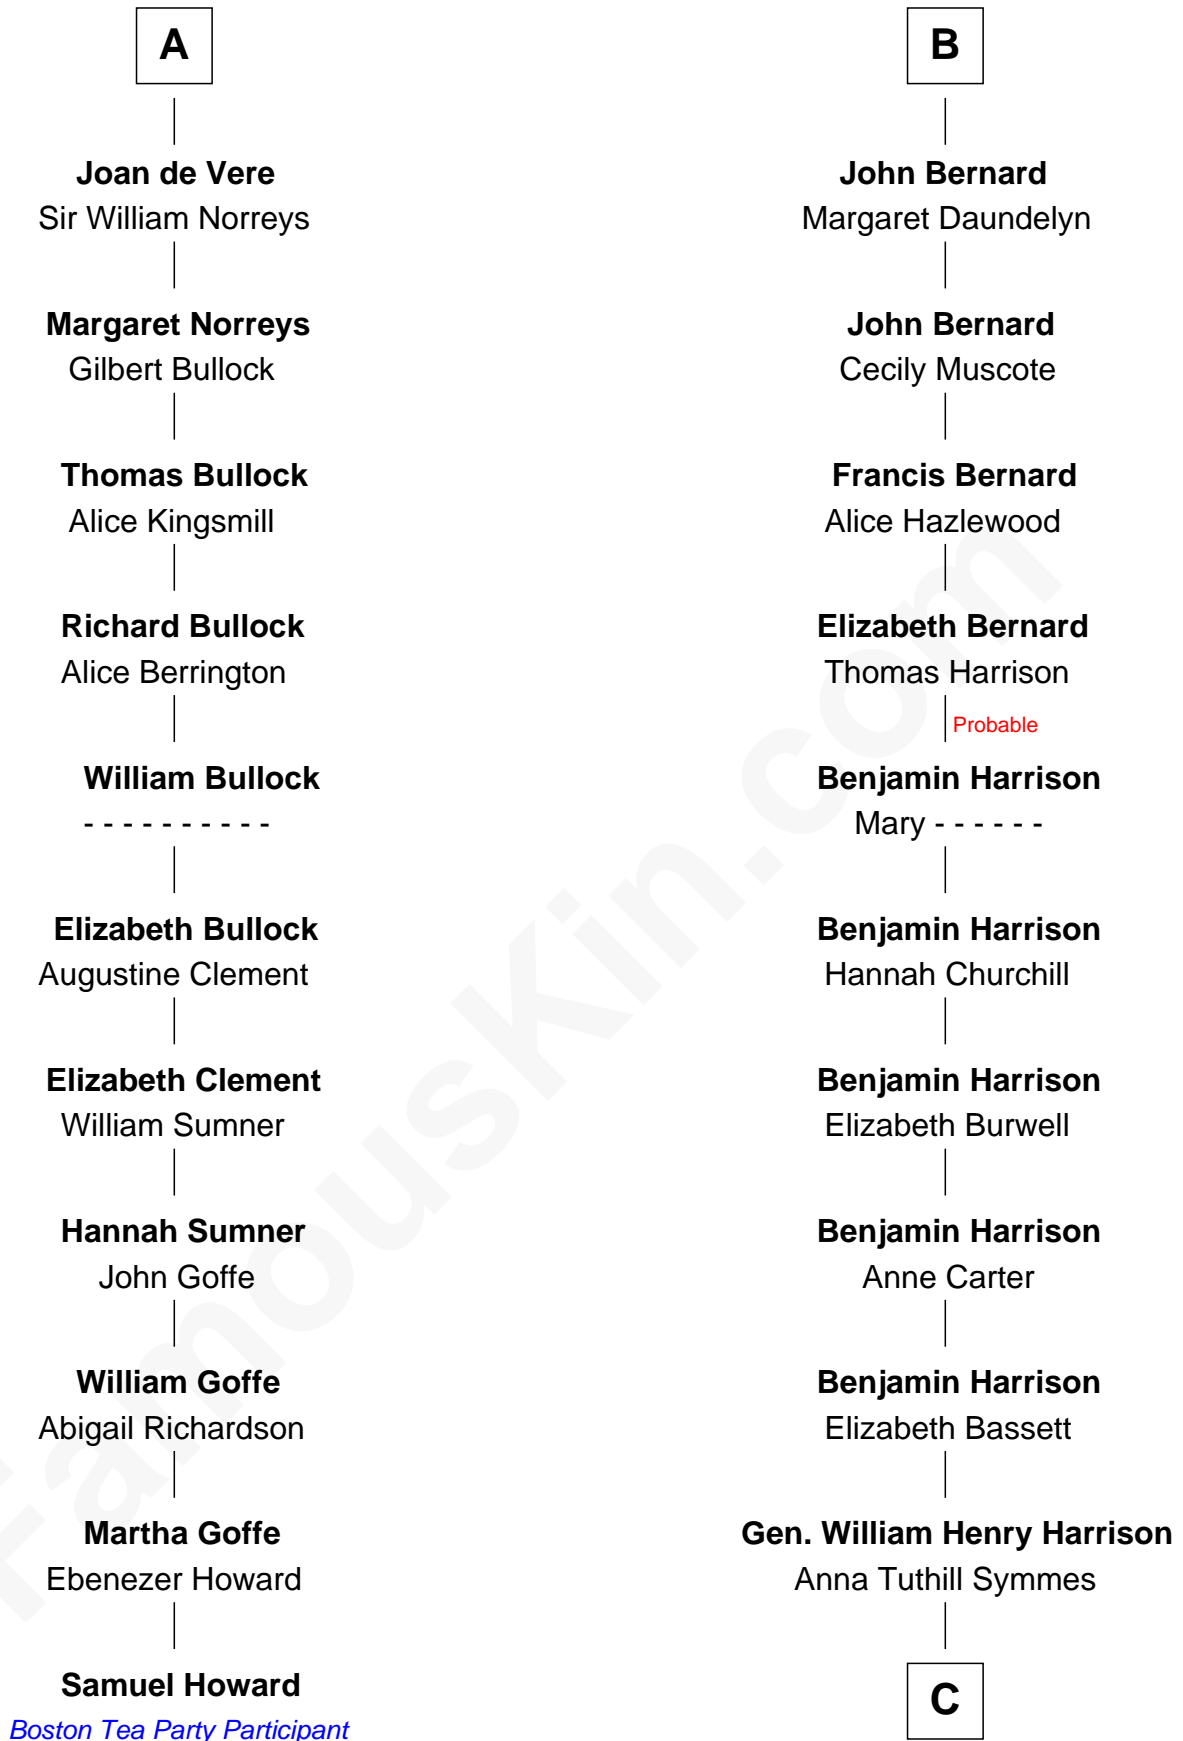 A
Joan de Vere
Sir William Norreys
Margaret Norreys
Gilbert Bullock
Thomas Bullock
Alice Kingsmill
Richard Bullock
Alice Berrington
William Bullock
- - - - - - - - - -
Elizabeth Bullock
Augustine Clement
Elizabeth Clement
William Sumner
Hannah Sumner
John Goffe
William Goffe
Abigail Richardson
Martha Goffe
Ebenezer Howard
Samuel Howard
Boston Tea Party Participant
B
John Bernard
Margaret Daundelyn
John Bernard
Cecily Muscote
Francis Bernard
Alice Hazlewood
Elizabeth Bernard
Thomas Harrison
Probable
Benjamin Harrison
Mary - - - - - -
Benjamin Harrison
Hannah Churchill
Benjamin Harrison
Elizabeth Burwell
Benjamin Harrison
Anne Carter
Benjamin Harrison
Elizabeth Bassett
Gen. William Henry Harrison
Anna Tuthill Symmes
C
FamousKin.com